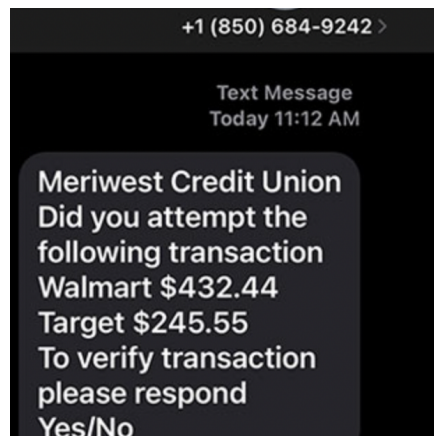 +1 (850) 684-9242 >
Text Message
Today 11:12 AM
Meriwest Credit Union
Did you attempt the
following transaction
Walmart $432.44
Target $245.55
To verify transaction
please respond
Yes/No